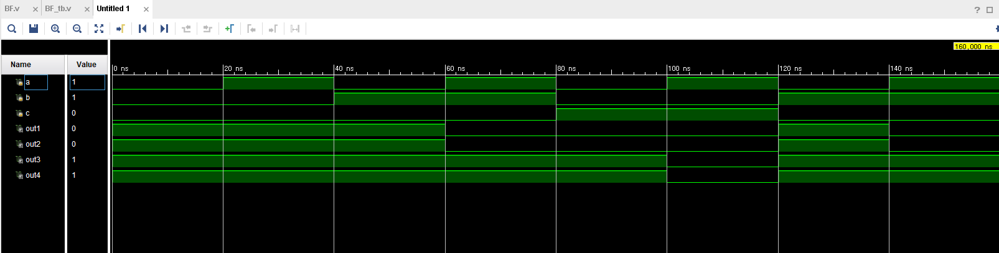 BF.v × BF_tb.v × Untitled 1 ×
? 
160,000 ns
Name Value
0 ns 20 ns 40 ns 60 ns 80 ns 100 ns 120 ns 140 ns
a 1
b 1
c 0
out1 0
out2 0
out3 1
out4 1